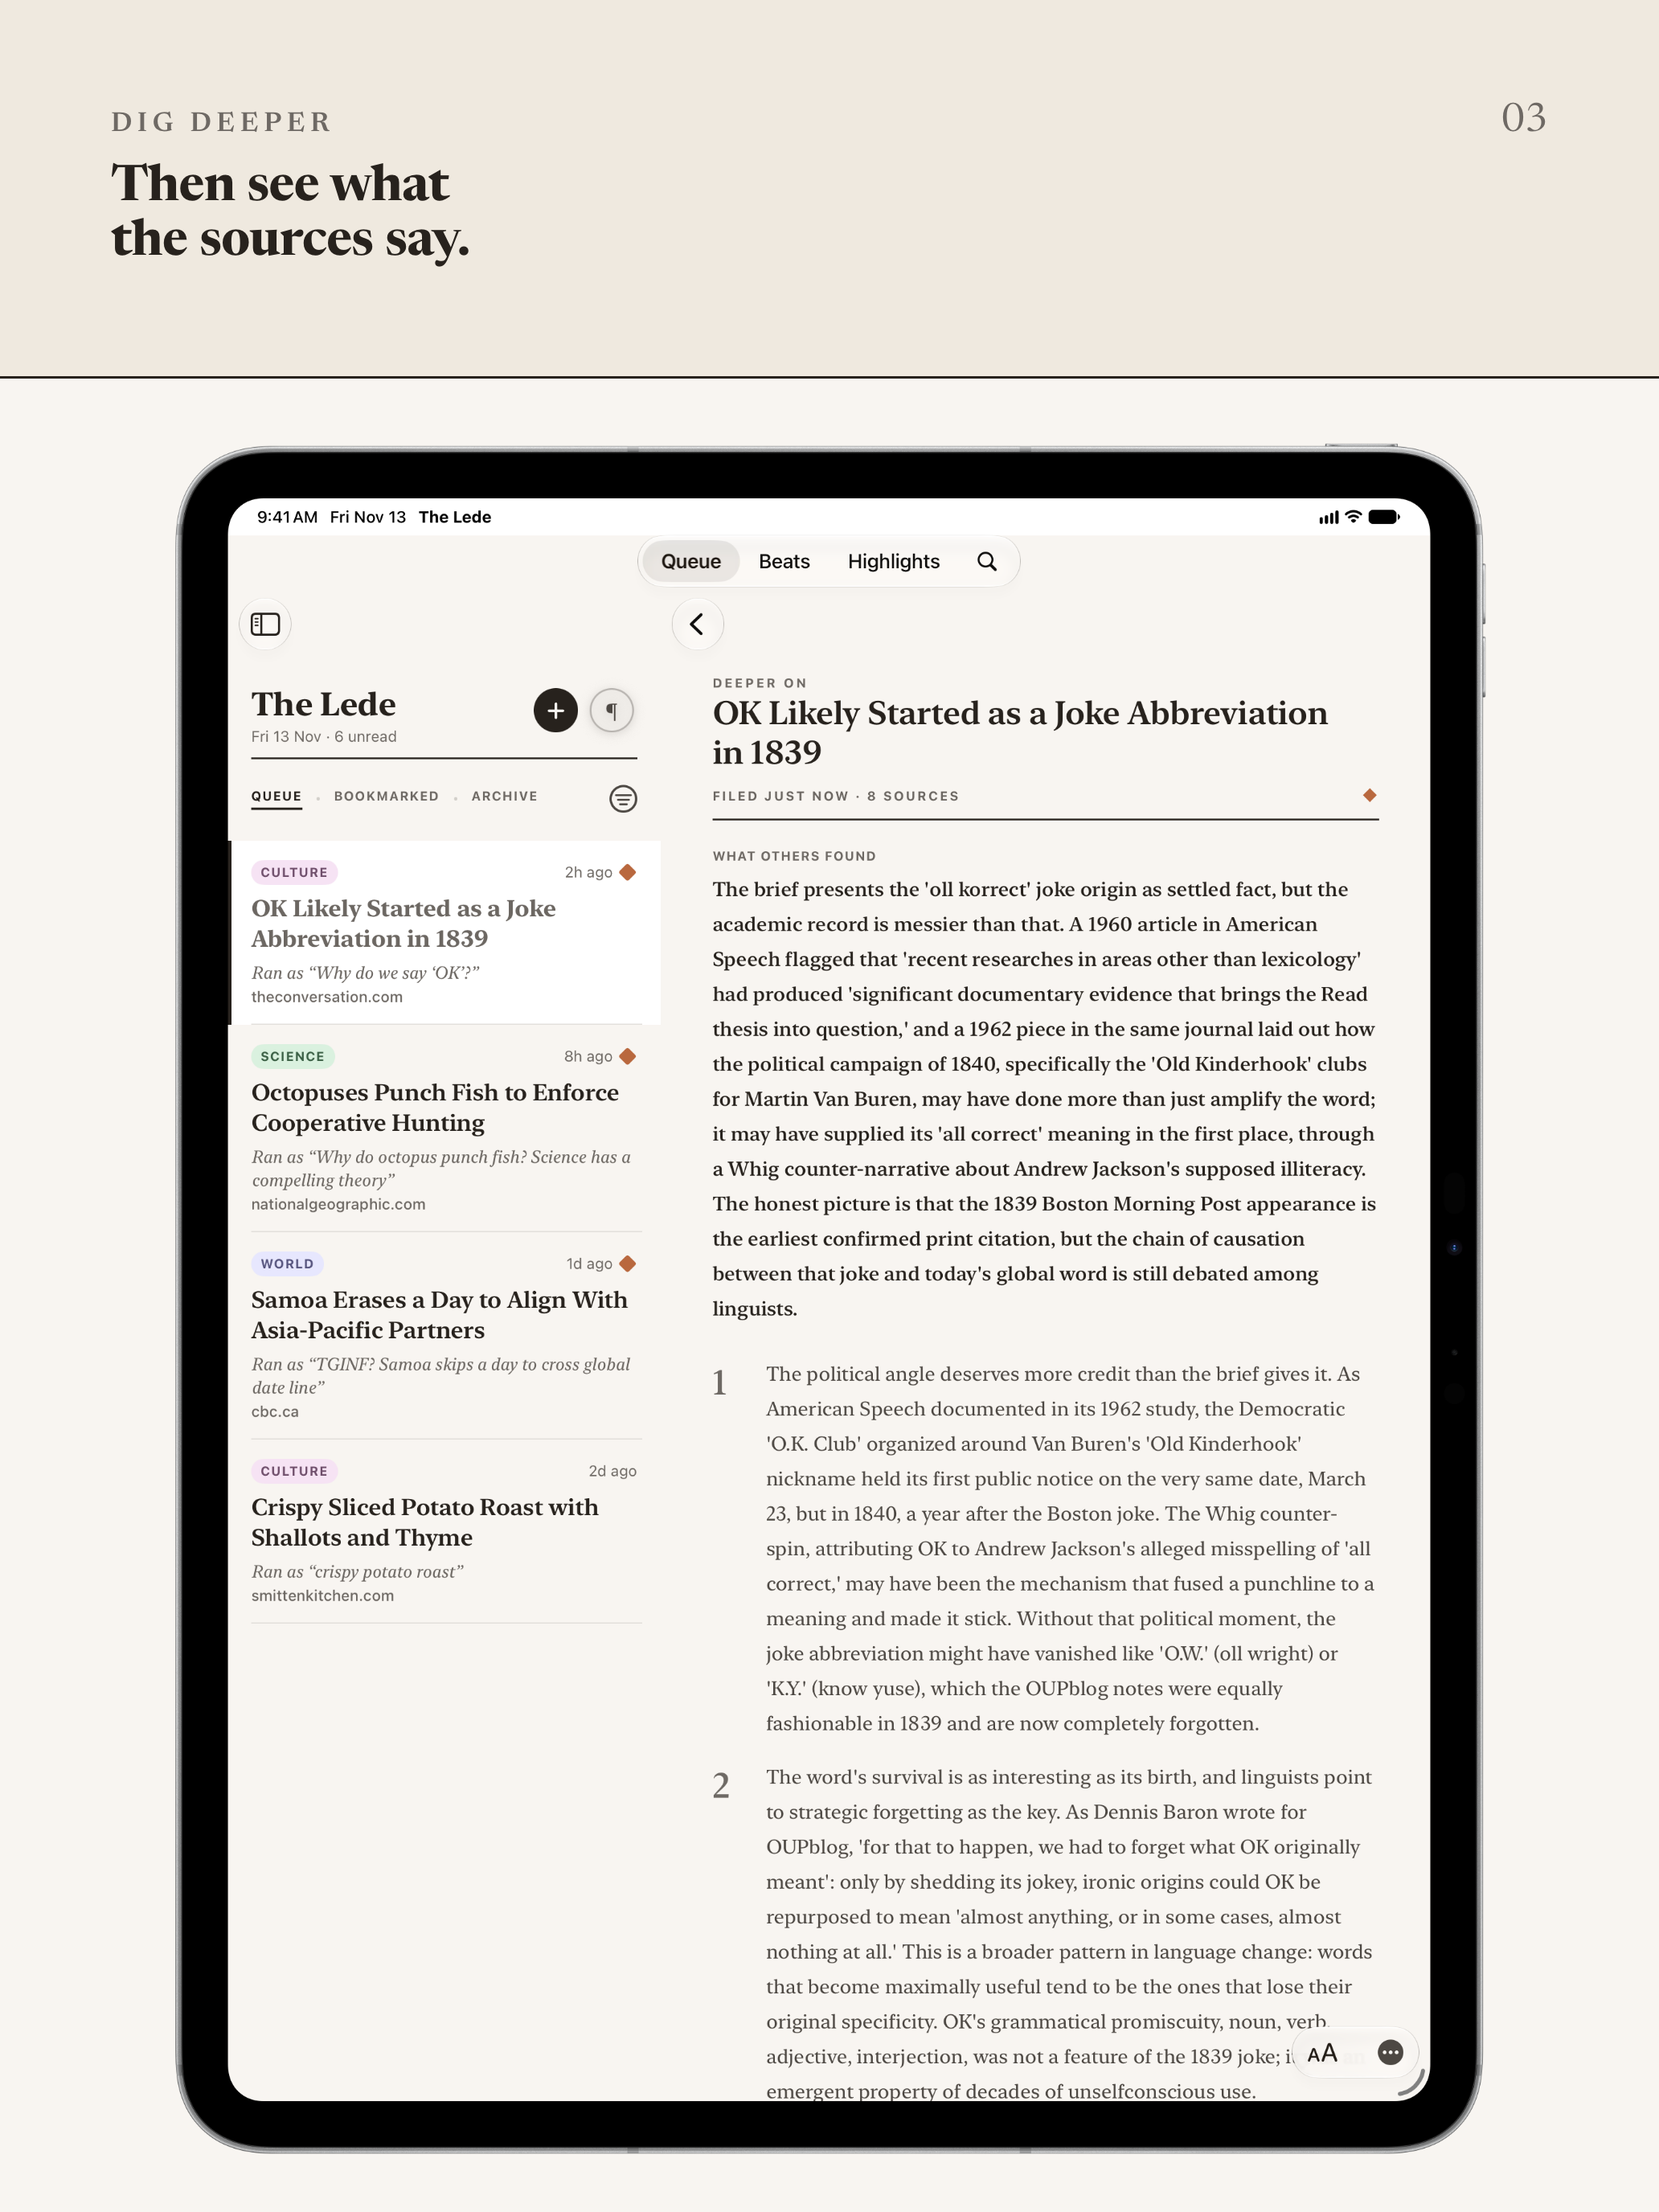 DIG DEEPER
03
Then see what
the sources say.
9:41 AM Fri Nov 13 The Lede
Queue Beats Highlights
The Lede
Fri 13 Nov · 6 unread
QUEUE · BOOKMARKED · ARCHIVE
CULTURE 2h ago
OK Likely Started as a Joke
Abbreviation in 1839
Ran as “Why do we say ‘OK’?”
theconversation.com
SCIENCE 8h ago
Octopuses Punch Fish to Enforce
Cooperative Hunting
Ran as “Why do octopus punch fish? Science has a
compelling theory”
nationalgeographic.com
WORLD 1d ago
Samoa Erases a Day to Align With
Asia-Pacific Partners
Ran as “TGINF? Samoa skips a day to cross global
date line”
cbc.ca
CULTURE 2d ago
Crispy Sliced Potato Roast with
Shallots and Thyme
Ran as “crispy potato roast”
smittenkitchen.com
DEEPER ON
OK Likely Started as a Joke Abbreviation
in 1839
FILED JUST NOW · 8 SOURCES
WHAT OTHERS FOUND
The brief presents the 'oll korrect' joke origin as settled fact, but the
academic record is messier than that. A 1960 article in American
Speech flagged that 'recent researches in areas other than lexicology'
had produced 'significant documentary evidence that brings the Read
thesis into question,' and a 1962 piece in the same journal laid out how
the political campaign of 1840, specifically the 'Old Kinderhook' clubs
for Martin Van Buren, may have done more than just amplify the word;
it may have supplied its 'all correct' meaning in the first place, through
a Whig counter-narrative about Andrew Jackson's supposed illiteracy.
The honest picture is that the 1839 Boston Morning Post appearance is
the earliest confirmed print citation, but the chain of causation
between that joke and today's global word is still debated among
linguists.
1
The political angle deserves more credit than the brief gives it. As
American Speech documented in its 1962 study, the Democratic
'O.K. Club' organized around Van Buren's 'Old Kinderhook'
nickname held its first public notice on the very same date, March
23, but in 1840, a year after the Boston joke. The Whig counter-
spin, attributing OK to Andrew Jackson's alleged misspelling of 'all
correct,' may have been the mechanism that fused a punchline to a
meaning and made it stick. Without that political moment, the
joke abbreviation might have vanished like 'O.W.' (oll wright) or
'K.Y.' (know yuse), which the OUPblog notes were equally
fashionable in 1839 and are now completely forgotten.
2
The word's survival is as interesting as its birth, and linguists point
to strategic forgetting as the key. As Dennis Baron wrote for
OUPblog, 'for that to happen, we had to forget what OK originally
meant': only by shedding its jokey, ironic origins could OK be
repurposed to mean 'almost anything, or in some cases, almost
nothing at all.' This is a broader pattern in language change: words
that become maximally useful tend to be the ones that lose their
original specificity. OK's grammatical promiscuity, noun, verb,
adjective, interjection, was not a feature of the 1839 joke;
emergent property of decades of unselfconscious use.
AA